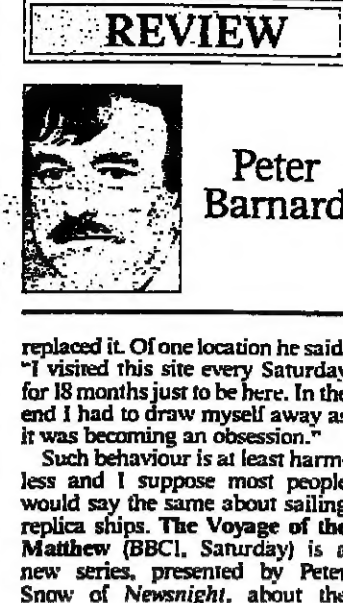 REVIEW
Peter
Barnard
replaced it. Of one location he said:
"I visited this site every Saturday
for 18 months just to be here. In the
end I had to draw myself away as
it was becoming an obsession."
Such behaviour is at least harm-
less and I suppose most people
would say the same about sailing
replica ships. The Voyage of the
Matthew (BBC1, Saturday) is a
new series, presented by Peter
Snow of Newsnight, about the